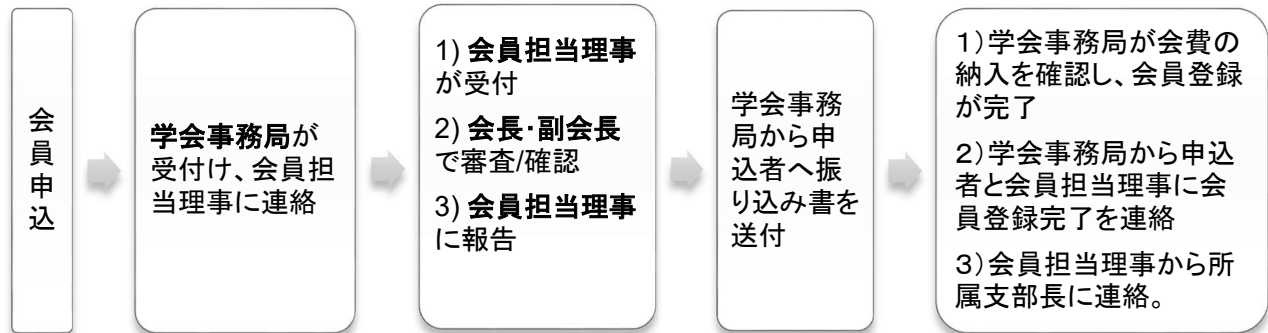 会員申込
学会事務局が
受付け、会員担
当理事に連絡
1) 会員担当理事
が受付
2) 会長・副会長
で審査/確認
3) 会員担当理事
に報告
学会事務
局から申
込者へ振
り込み書を
送付
1)学会事務局が会費の
納入を確認し、会員登録
が完了
2)学会事務局から申込
者と会員担当理事に会
員登録完了を連絡
3)会員担当理事から所
属支部長に連絡。